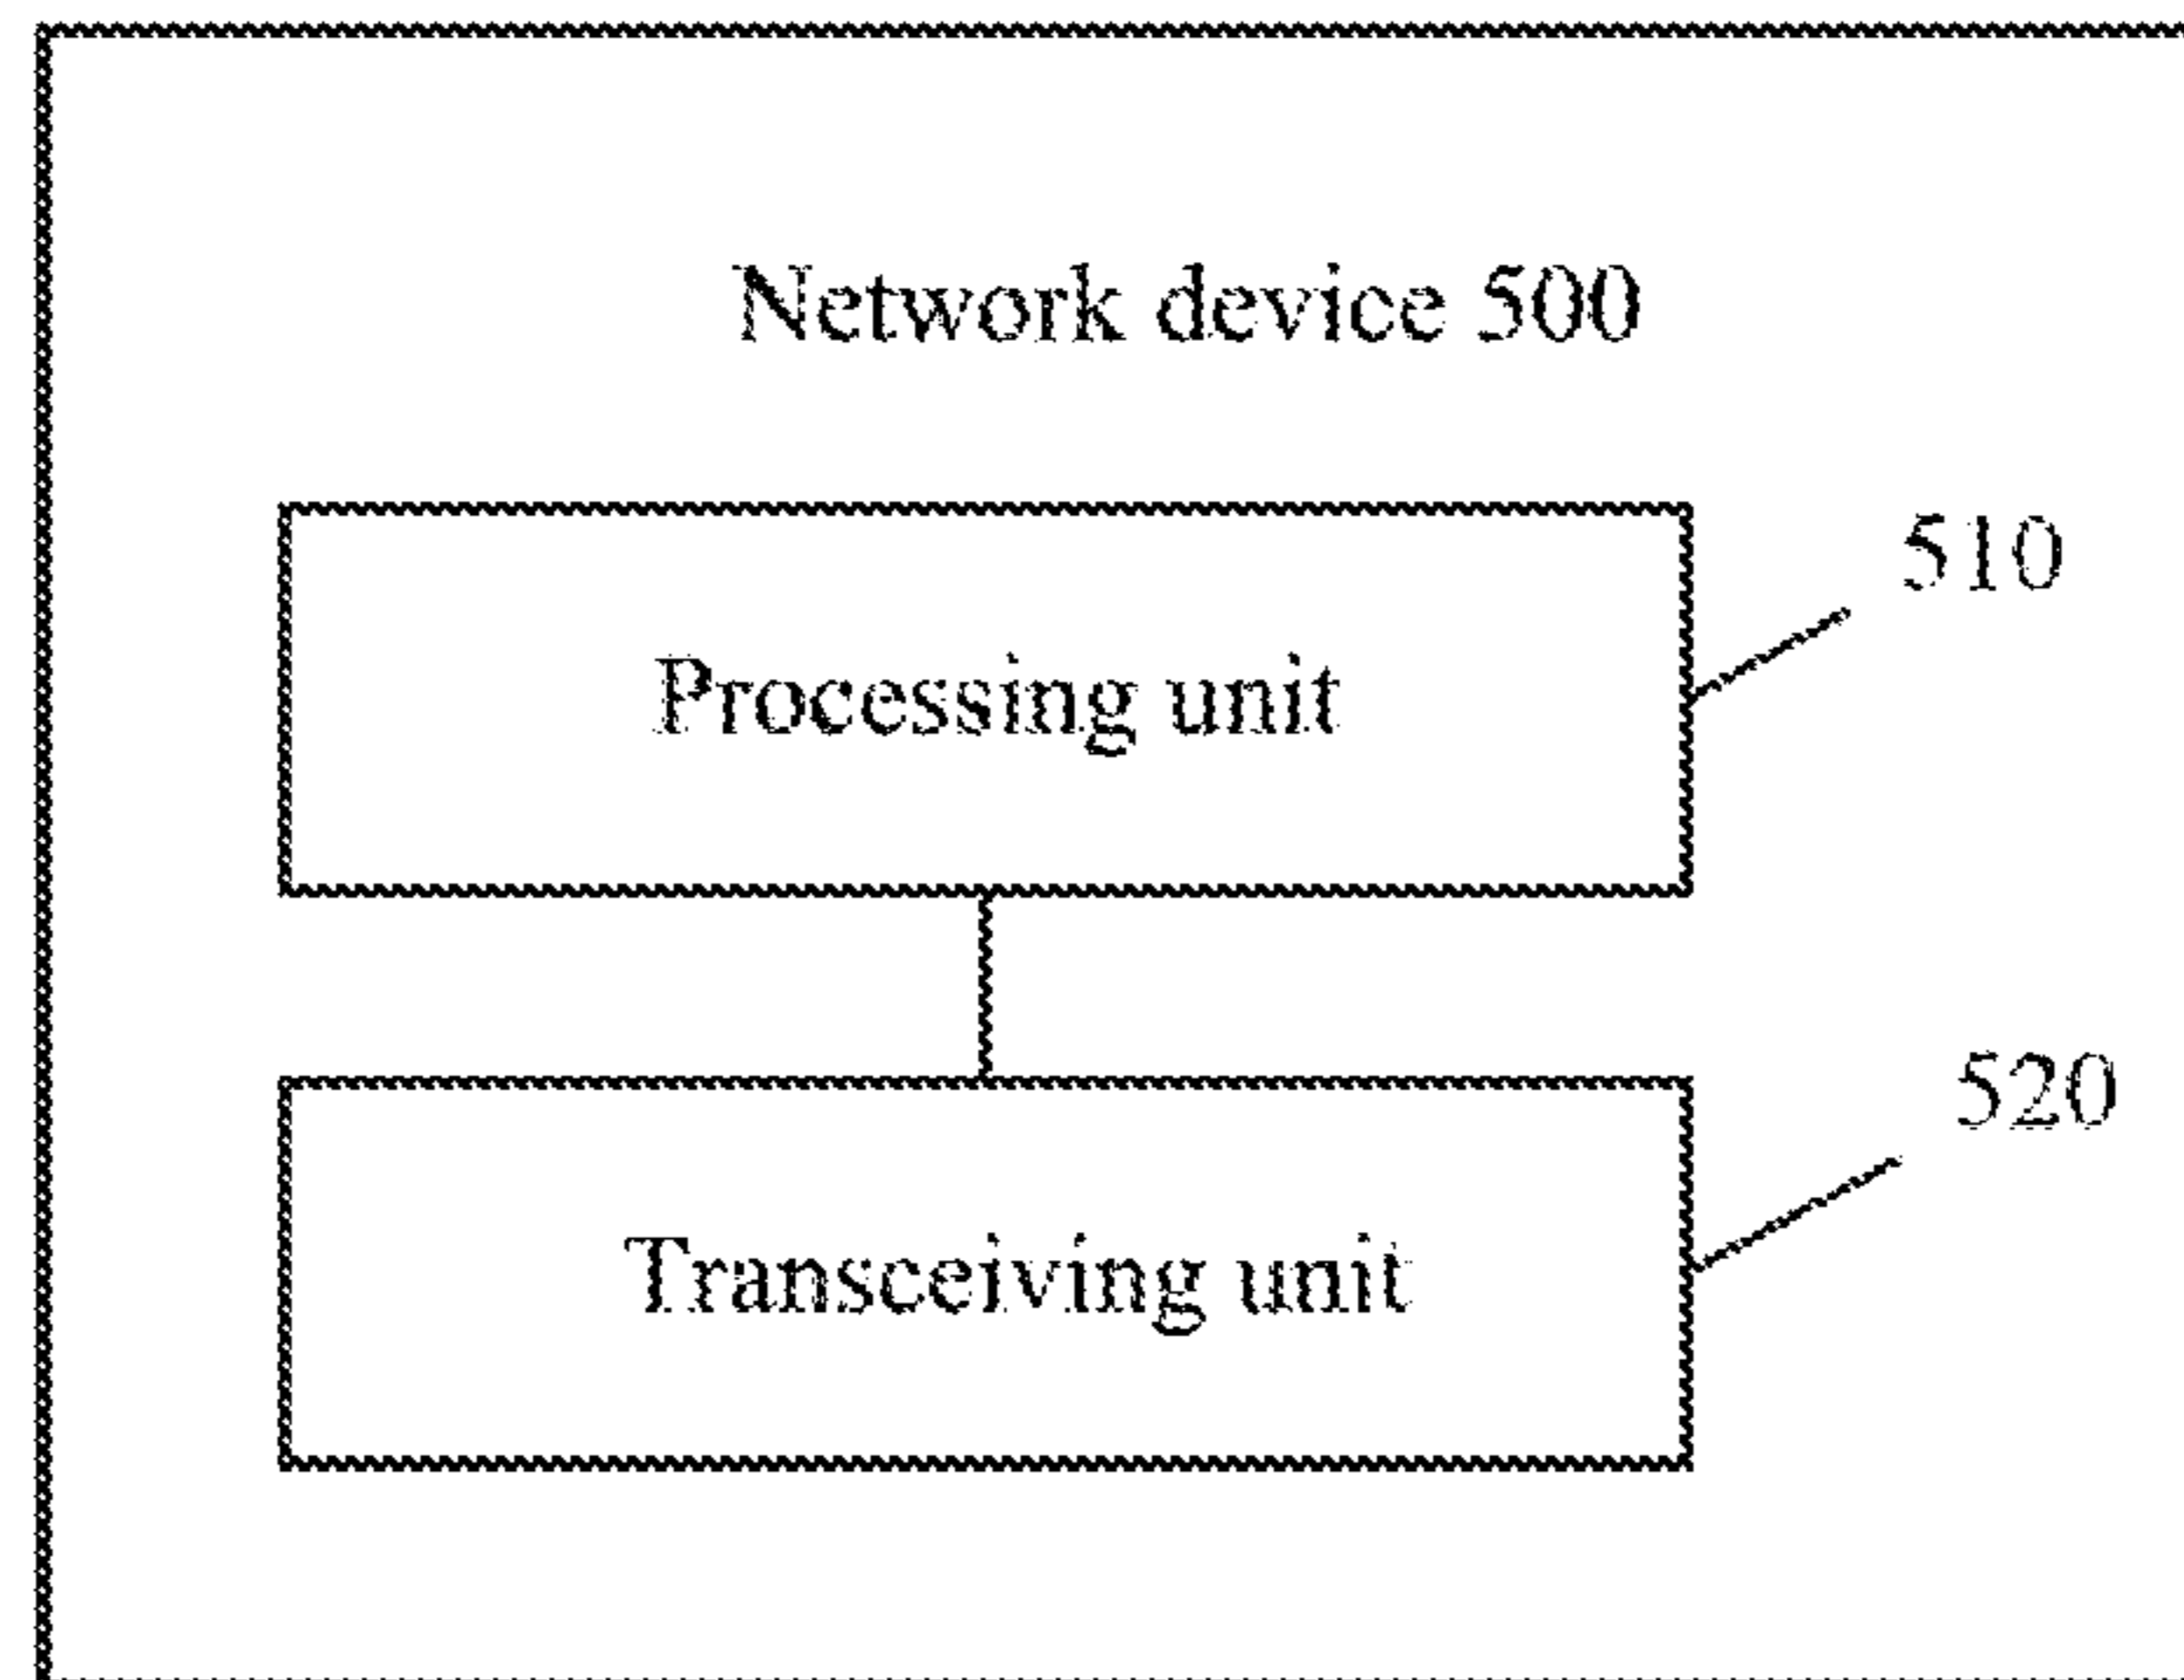 Network device 500
510
Processing unit
520
Transceiving unit